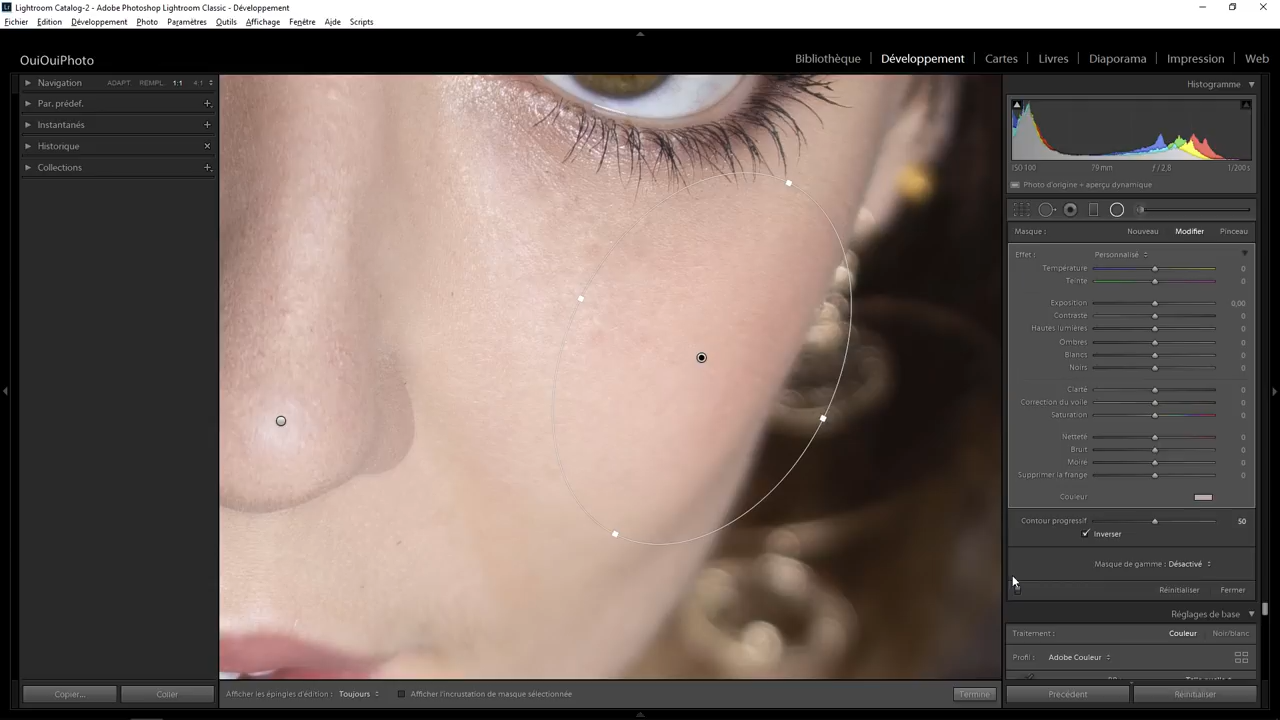 Lightroom Catalog-2 - Adobe Photoshop Lightroom Classic - Développement
Fichier Edition Développement Photo Paramètres Outils Affichage Fenêtre Aide Scripts
OuiOuiPhoto
Bibliothèque Développement Cartes Livres Diaporama Impression Web
Navigation ADAPT. REMPL. 1:1 4:1
Par. prédef.
Instantanés
Historique
Collections
Histogramme
ISO 100 79 mm ƒ / 2,8 1/200 s
Photo d'origine + aperçu dynamique
Masque : Nouveau Modifier Pinceau
Effet : Personnalisé
Température 0
Teinte 0
Exposition 0,00
Contraste 0
Hautes lumières 0
Ombres 0
Blancs 0
Noirs 0
Clarté 0
Correction du voile 0
Saturation 0
Netteté 0
Bruit 0
Moiré 0
Supprimer la frange 0
Couleur
Contour progressif 50
Inverser
Masque de gamme : Désactivé
Réinitialiser Fermer
Réglages de base
Traitement : Couleur Noir/blanc
Profil : Adobe Couleur
Copier... Coller
Afficher les épingles d'édition : Toujours Afficher l'incrustation de masque sélectionnée Terminé
Précédent Réinitialiser